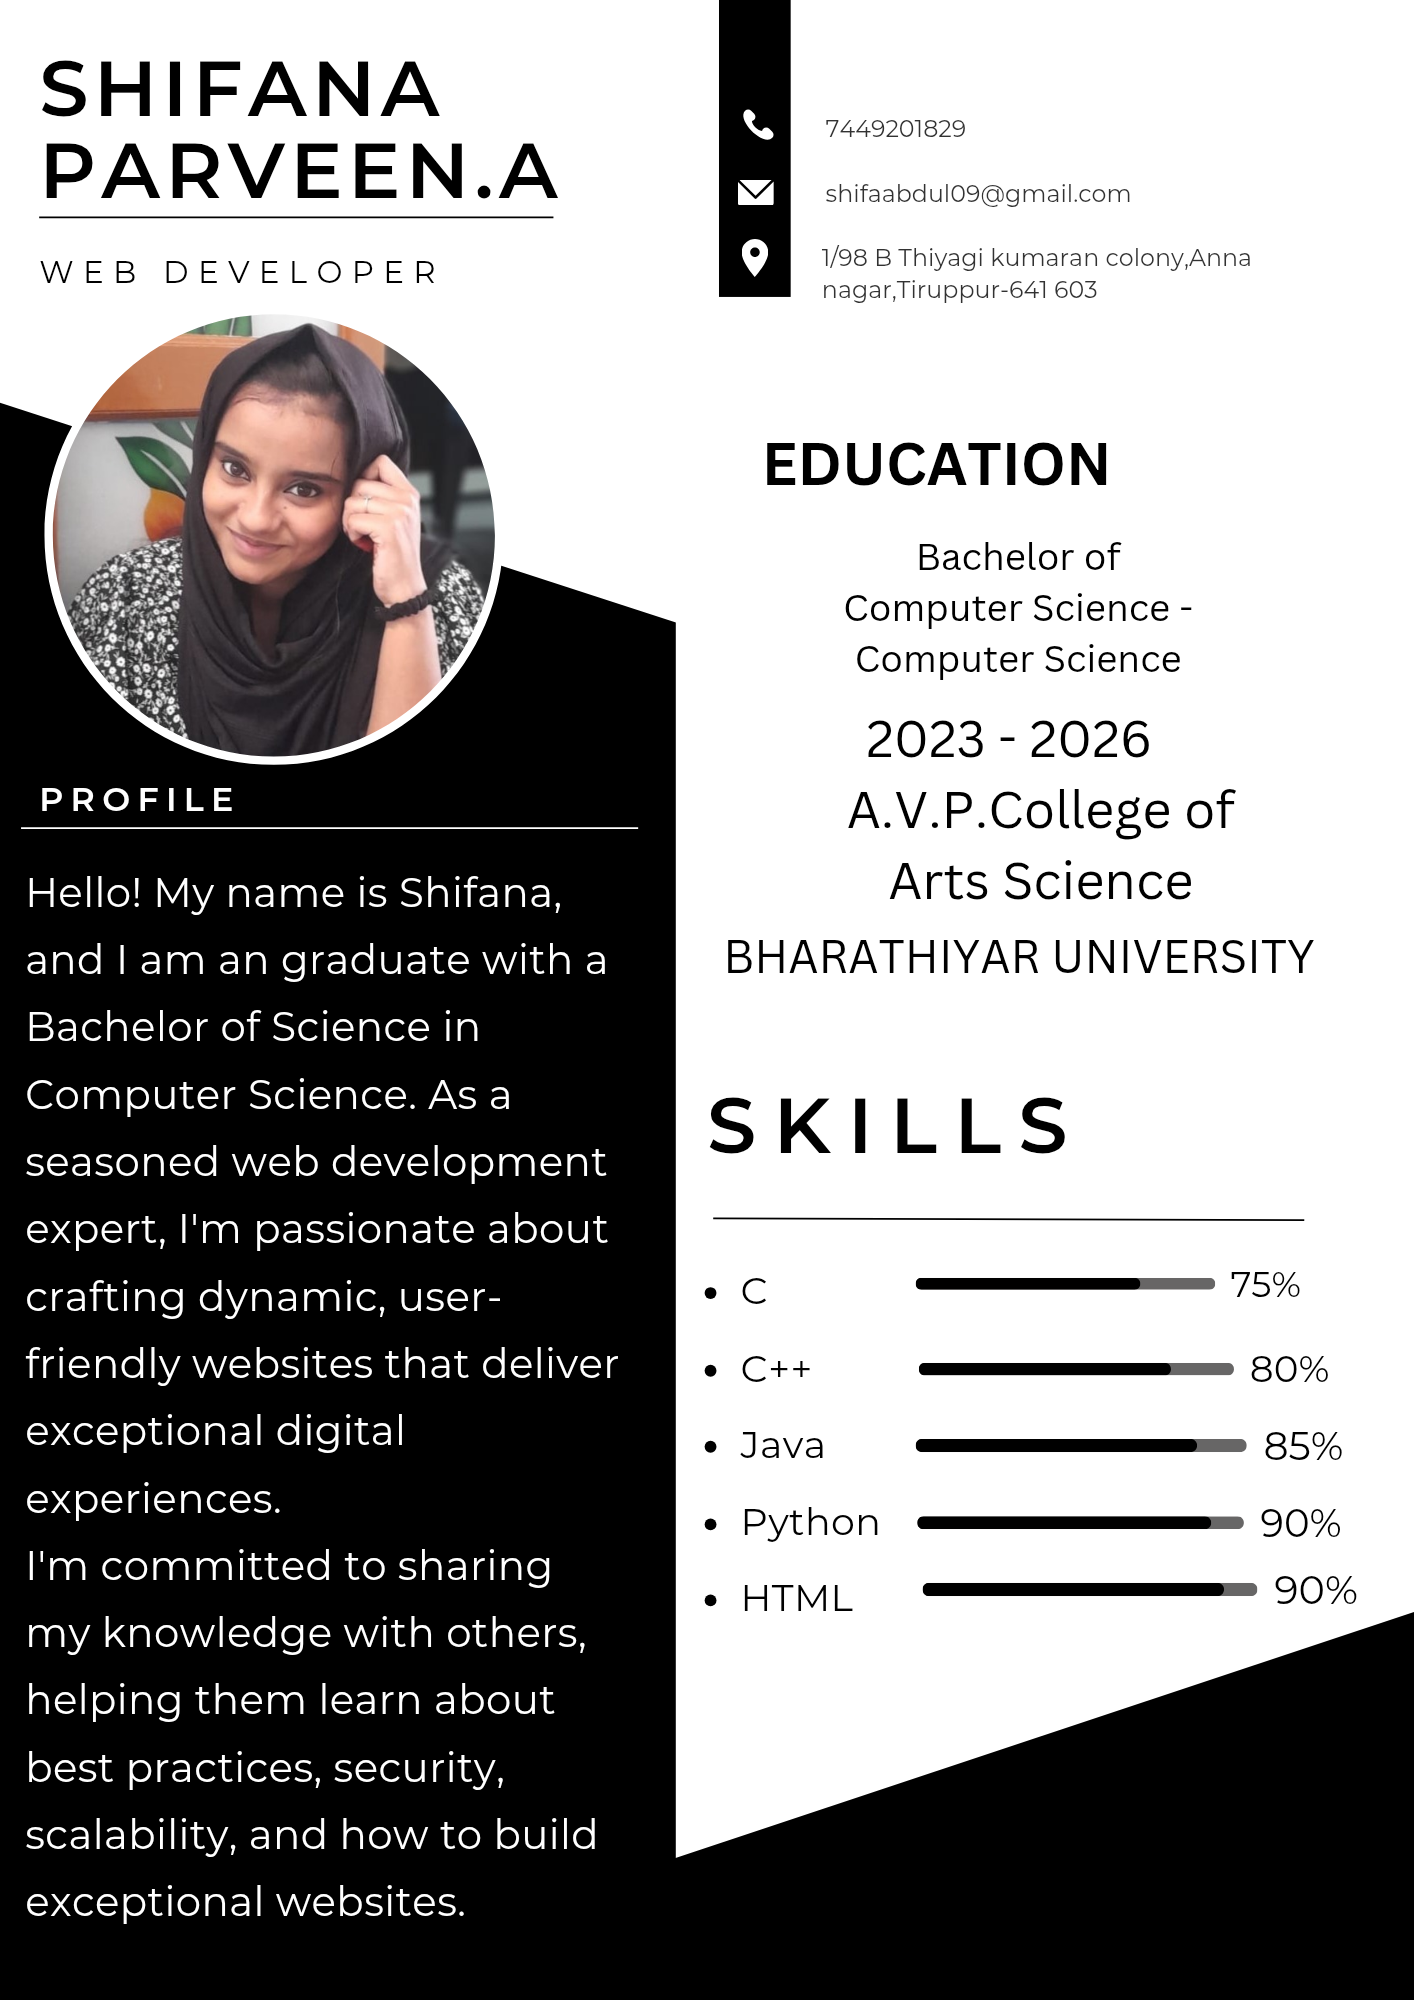 SHIFANA
PARVEEN.A
WEB DEVELOPER
7449201829
shifaabdul09@gmail.com
1/98 B Thiyagi kumaran colony,Anna
nagar,Tiruppur-641 603
PROFILE
Hello! My name is Shifana,
and I am an graduate with a
Bachelor of Science in
Computer Science. As a
seasoned web development
expert, I'm passionate about
crafting dynamic, user-
friendly websites that deliver
exceptional digital
experiences.
I'm committed to sharing
my knowledge with others,
helping them learn about
best practices, security,
scalability, and how to build
exceptional websites.
EDUCATION
Bachelor of
Computer Science -
Computer Science
2023 - 2026
A.V.P.College of
Arts Science
BHARATHIYAR UNIVERSITY
SKILLS
• C 75%
• C++ 80%
• Java 85%
• Python 90%
• HTML 90%